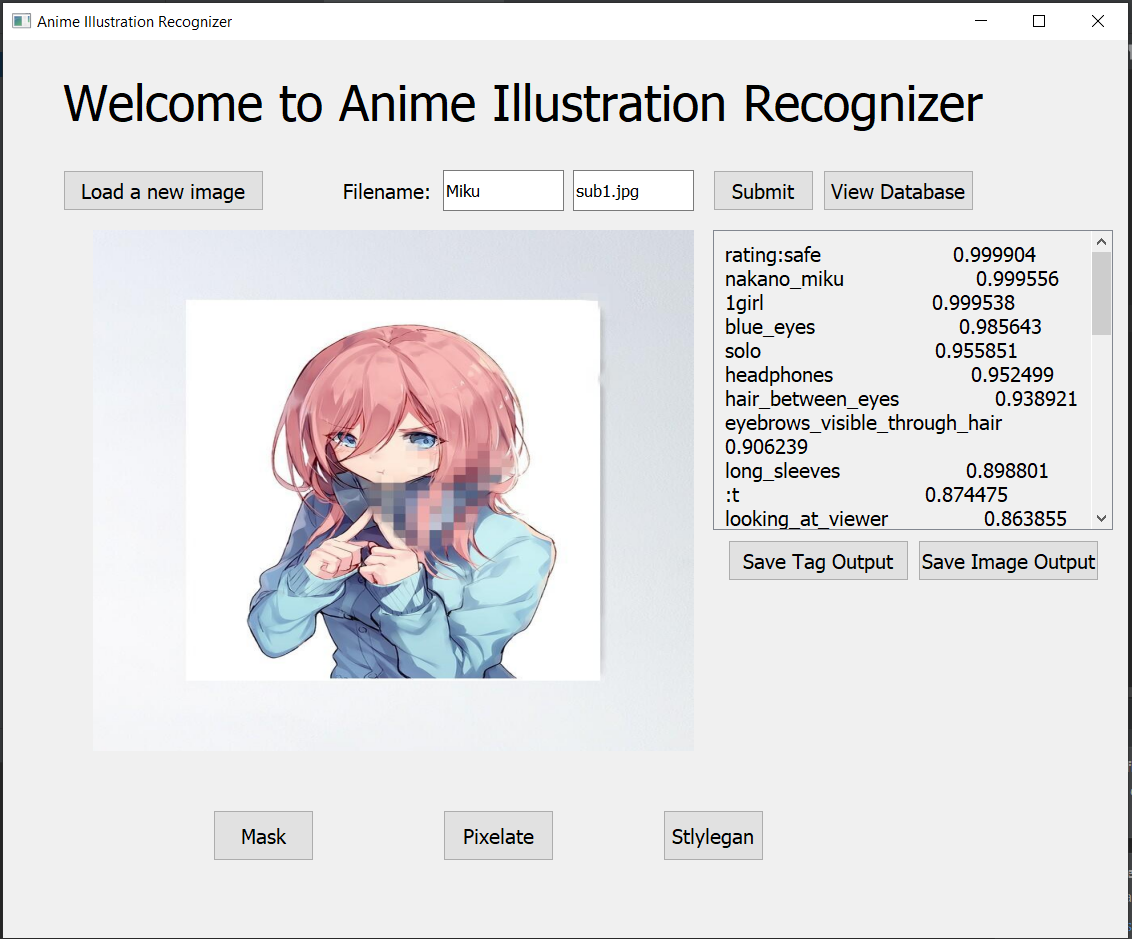 Anime Illustration Recognizer
Welcome to Anime Illustration Recognizer
Load a new image
Filename:
Miku
sub1.jpg
Submit
View Database
rating:safe 0.999904
nakano_miku 0.999556
1girl 0.999538
blue_eyes 0.985643
solo 0.955851
headphones 0.952499
hair_between_eyes 0.938921
eyebrows_visible_through_hair
0.906239
long_sleeves 0.898801
:t 0.874475
looking_at_viewer 0.863855
Save Tag Output
Save Image Output
Mask
Pixelate
Stlylegan